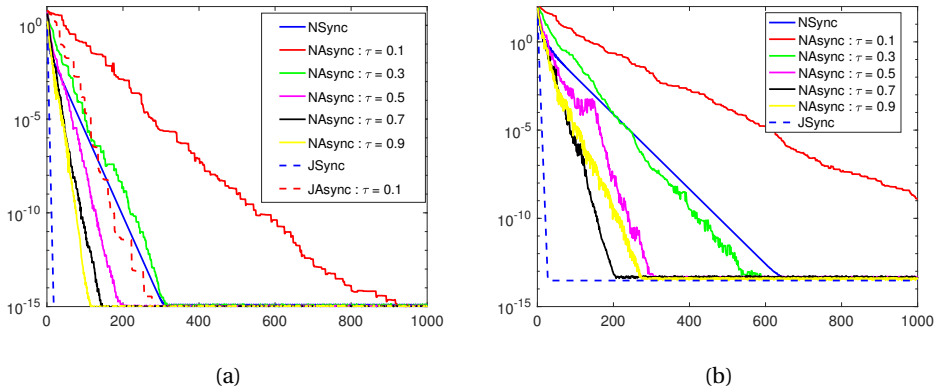 10^0
10^-5
10^-10
10^-15
0 200 400 600 800 1000
NSync
NAsync : τ = 0.1
NAsync : τ = 0.3
NAsync : τ = 0.5
NAsync : τ = 0.7
NAsync : τ = 0.9
JSync
JAsync : τ = 0.1
(a)
10^0
10^-5
10^-10
10^-15
0 200 400 600 800 1000
NSync
NAsync : τ = 0.1
NAsync : τ = 0.3
NAsync : τ = 0.5
NAsync : τ = 0.7
NAsync : τ = 0.9
JSync
(b)